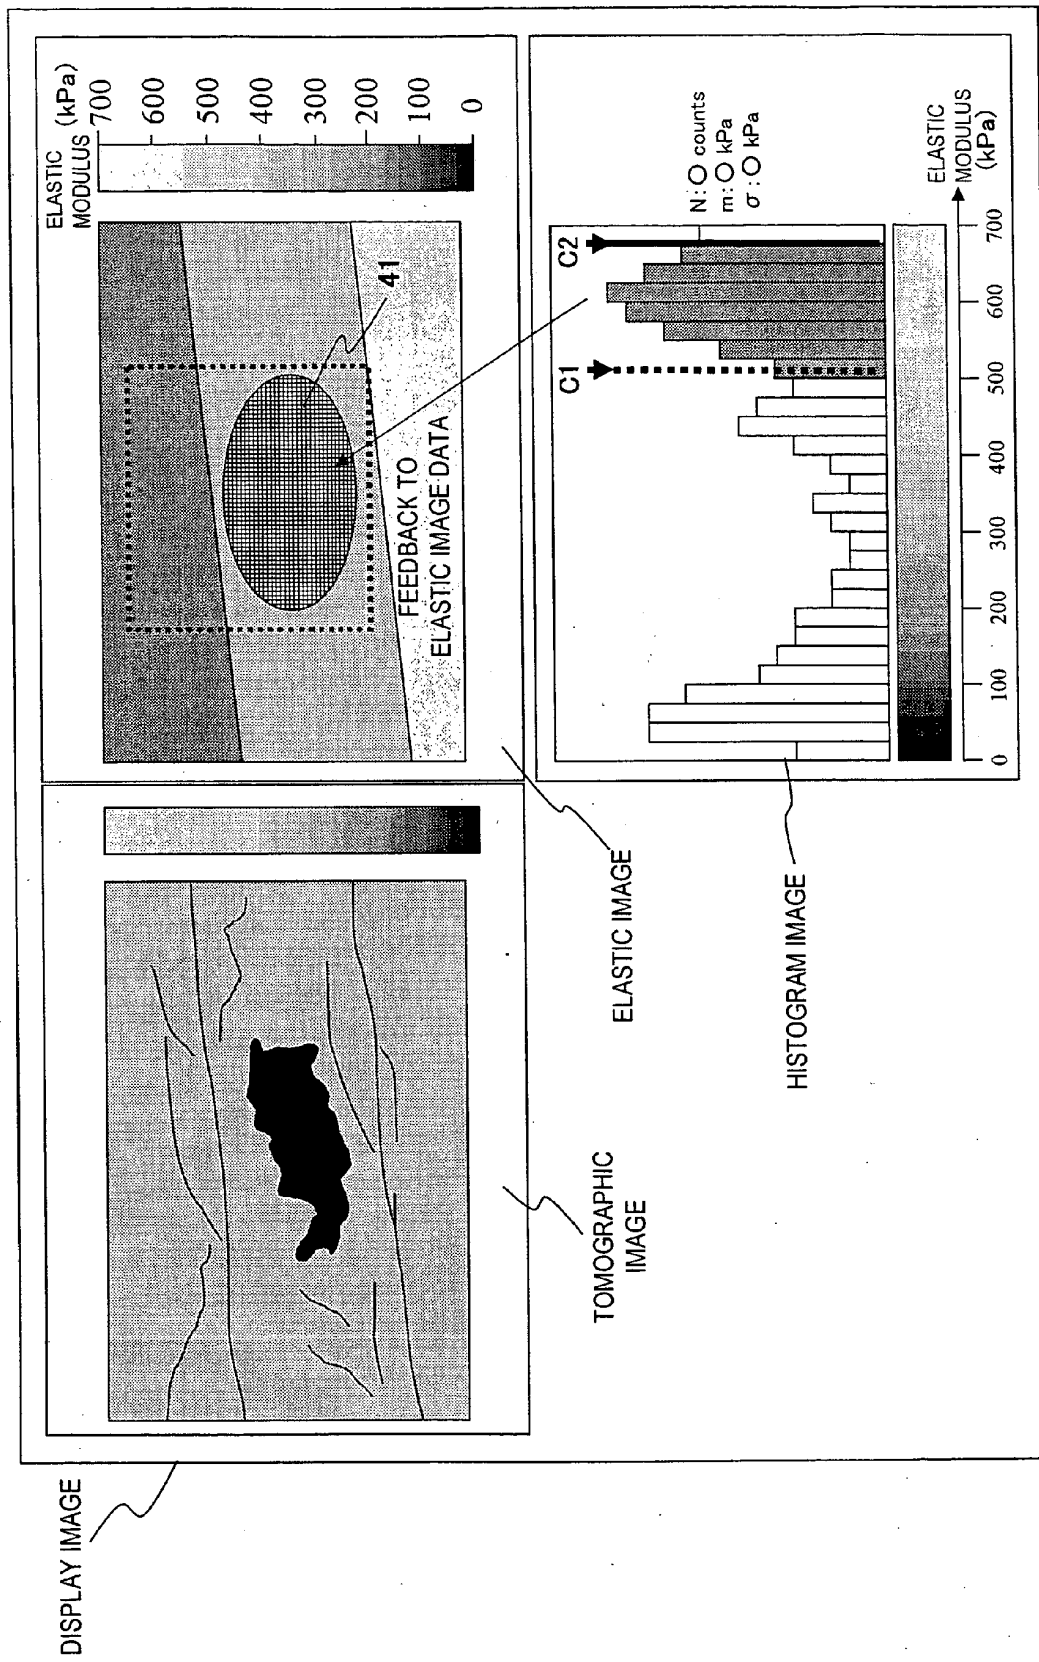 DISPLAY IMAGE
TOMOGRAPHIC
IMAGE
ELASTIC IMAGE
HISTOGRAM IMAGE
ELASTIC
MODULUS (kPa)
700
600
500
400
300
200
100
0
41
FEEDBACK TO
ELASTIC IMAGE DATA
C1
C2
N:○ counts
m:○ kPa
σ:○ kPa
0
100
200
300
400
500
600
700
ELASTIC
MODULUS
(kPa)